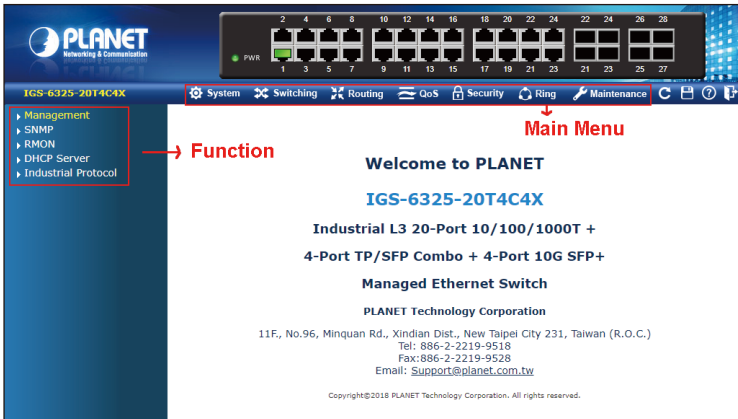 PLANET
Networking & Communication
2 4 6 8 10 12 14 16 18 20 22 24 22 24 26 28
PWR
1 3 5 7 9 11 13 15 17 19 21 23 21 23 25 27
IGS-6325-20T4C4X
System Switching Routing QoS Security Ring Maintenance
Main Menu
Management
SNMP
RMON
DHCP Server
Industrial Protocol
Function
Welcome to PLANET
IGS-6325-20T4C4X
Industrial L3 20-Port 10/100/1000T +
4-Port TP/SFP Combo + 4-Port 10G SFP+
Managed Ethernet Switch
PLANET Technology Corporation
11F., No.96, Minquan Rd., Xindian Dist., New Taipei City 231, Taiwan (R.O.C.)
Tel: 886-2-2219-9518
Fax:886-2-2219-9528
Email: Support@planet.com.tw
Copyright©2018 PLANET Technology Corporation. All rights reserved.